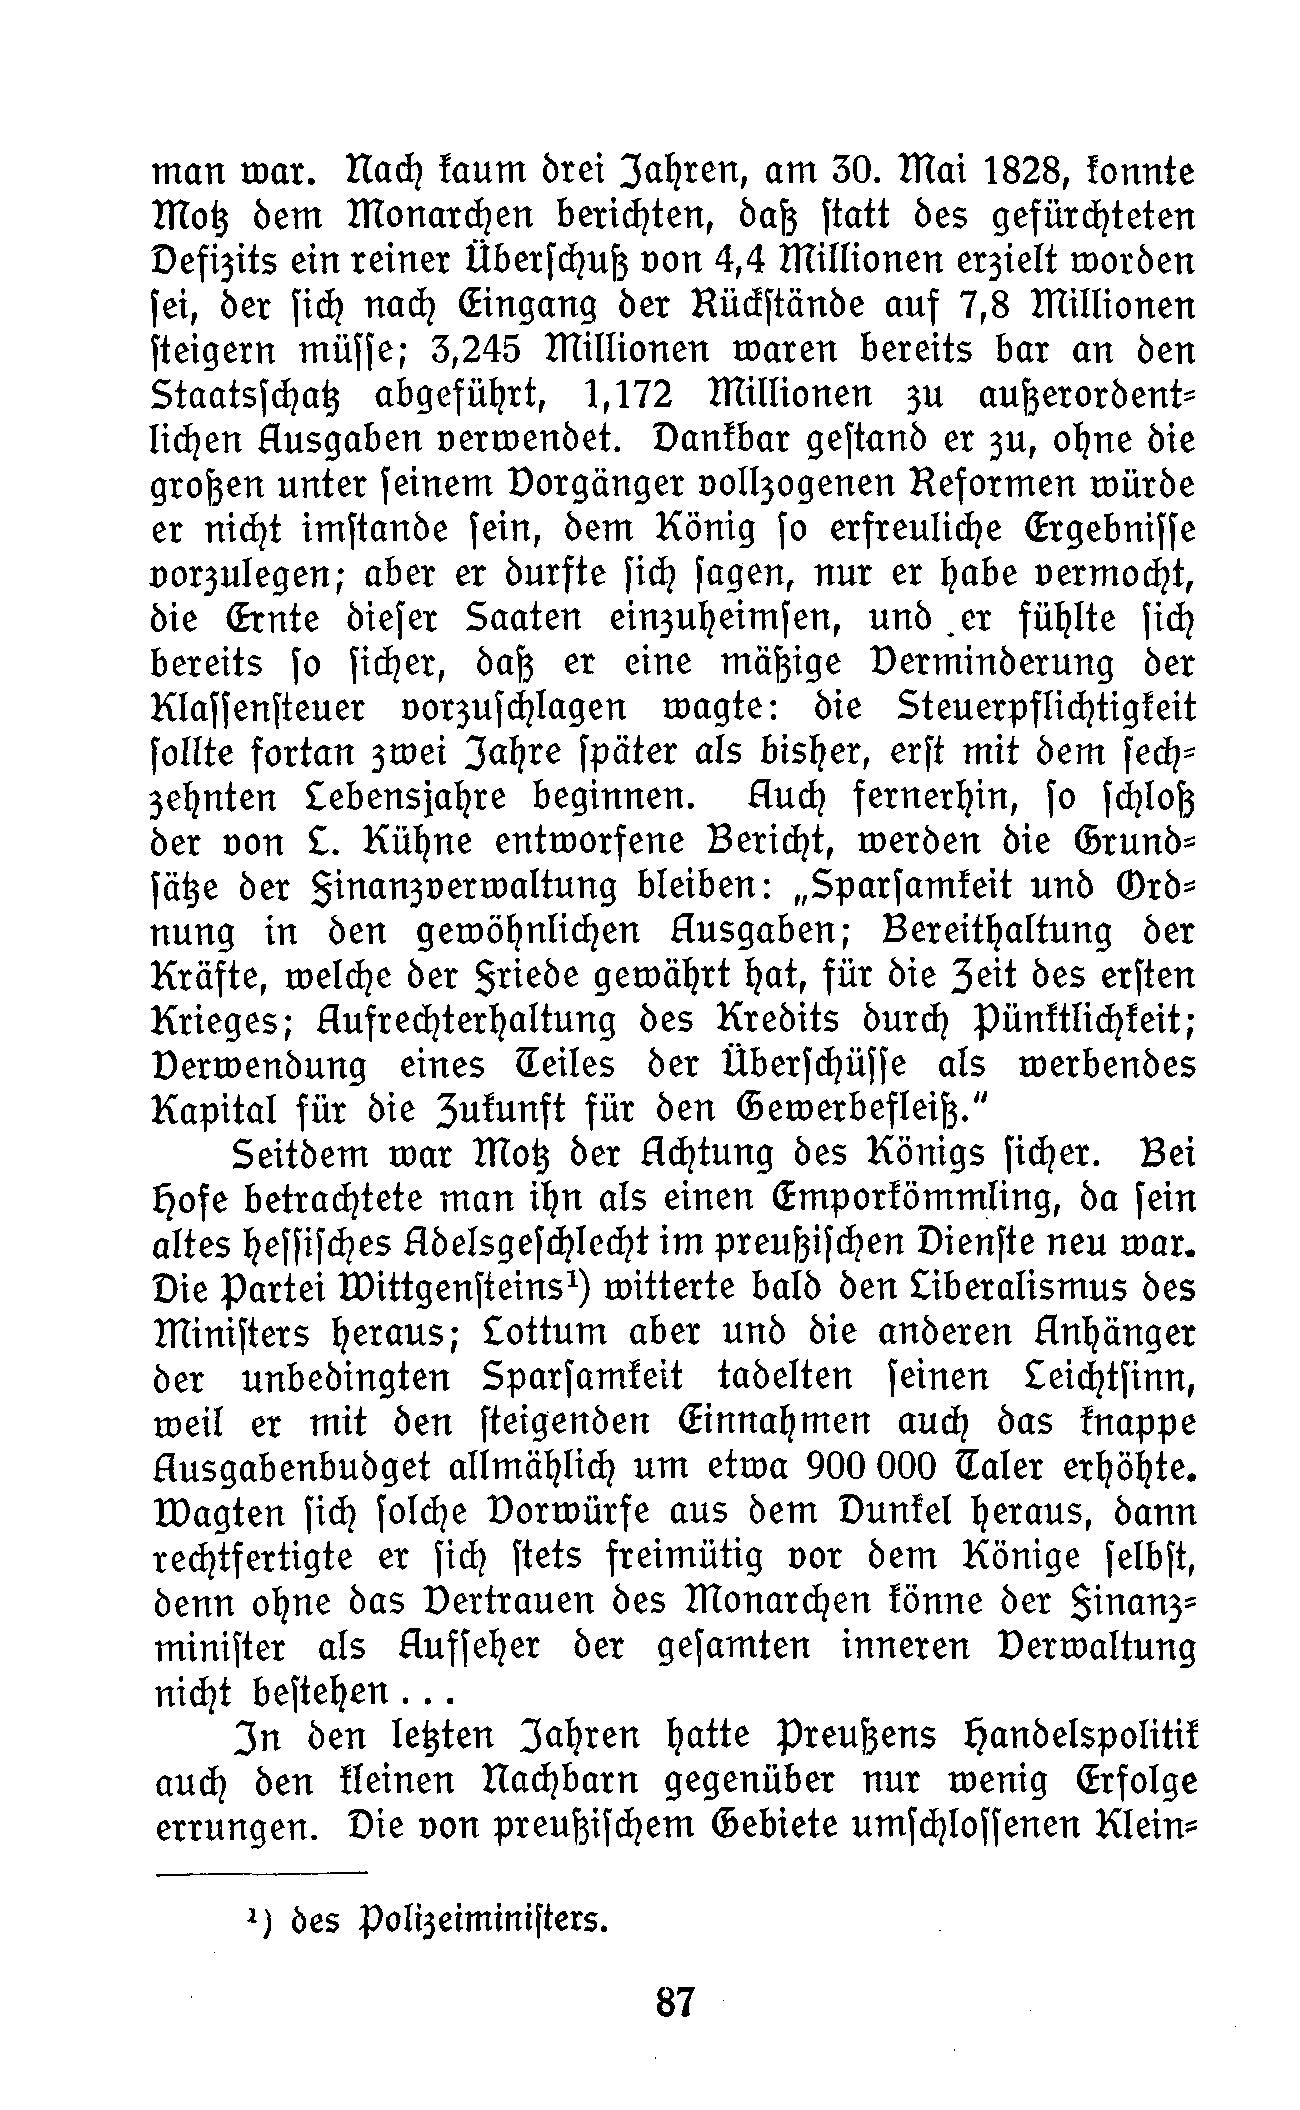 man war. Nach kaum drei Jahren, am 30. Mai 1828, konnte
Motz dem Monarchen berichten, daß statt des gefürchteten
Defizits ein reiner Überschuß von 4,4 Millionen erzielt worden
sei, der sich nach Eingang der Rückstände auf 7,8 Millionen
steigern müsse; 3,245 Millionen waren bereits bar an den
Staatsschatz abgeführt, 1,172 Millionen zu außerordent-
lichen Ausgaben verwendet. Dankbar gestand er zu, ohne die
großen unter seinem Vorgänger vollzogenen Reformen würde
er nicht imstande sein, dem König so erfreuliche Ergebnisse
vorzulegen; aber er durfte sich sagen, nur er habe vermocht,
die Ernte dieser Saaten einzuheimsen, und er fühlte sich
bereits so sicher, daß er eine mäßige Verminderung der
Klassensteuer vorzuschlagen wagte: die Steuerpflichtigkeit
sollte fortan zwei Jahre später als bisher, erst mit dem sech-
zehnten Lebensjahre beginnen. Auch fernerhin, so schloß
der von L. Kühne entworfene Bericht, werden die Grund-
sätze der Finanzverwaltung bleiben: „Sparsamkeit und Ord-
nung in den gewöhnlichen Ausgaben; Bereithaltung der
Kräfte, welche der Friede gewährt hat, für die Zeit des ersten
Krieges; Aufrechterhaltung des Kredits durch Pünktlichkeit;
Verwendung eines Teiles der Überschüsse als werbendes
Kapital für die Zukunft für den Gewerbefleiß."
Seitdem war Motz der Achtung des Königs sicher. Bei
Hofe betrachtete man ihn als einen Emporkömmling, da sein
altes hessisches Adelsgeschlecht im preußischen Dienste neu war.
Die Partei Wittgensteins¹) witterte bald den Liberalismus des
Ministers heraus; Lottum aber und die anderen Anhänger
der unbedingten Sparsamkeit tadelten seinen Leichtsinn,
weil er mit den steigenden Einnahmen auch das knappe
Ausgabenbudget allmählich um etwa 900 000 Taler erhöhte.
Wagten sich solche Vorwürfe aus dem Dunkel heraus, dann
rechtfertigte er sich stets freimütig vor dem Könige selbst,
denn ohne das Vertrauen des Monarchen könne der Finanz-
minister als Aufseher der gesamten inneren Verwaltung
nicht bestehen . . .
In den letzten Jahren hatte Preußens Handelspolitik
auch den kleinen Nachbarn gegenüber nur wenig Erfolge
errungen. Die von preußischem Gebiete umschlossenen Klein-
¹) des Polizeiministers.
87